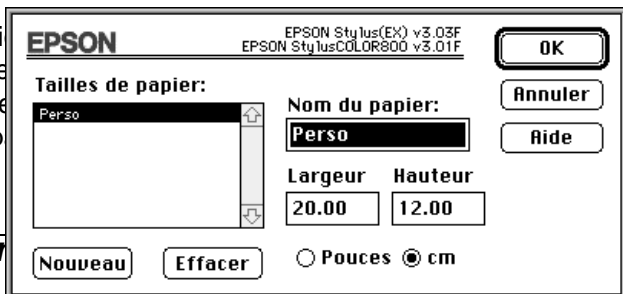 EPSON
EPSON Stylus(EX) v3.03F
EPSON StylusCOLOR800 v3.01F
OK
Tailles de papier:
Annuler
Perso
Nom du papier:
Perso
Aide
Largeur Hauteur
20.00 12.00
Nouveau Effacer
Pouces cm